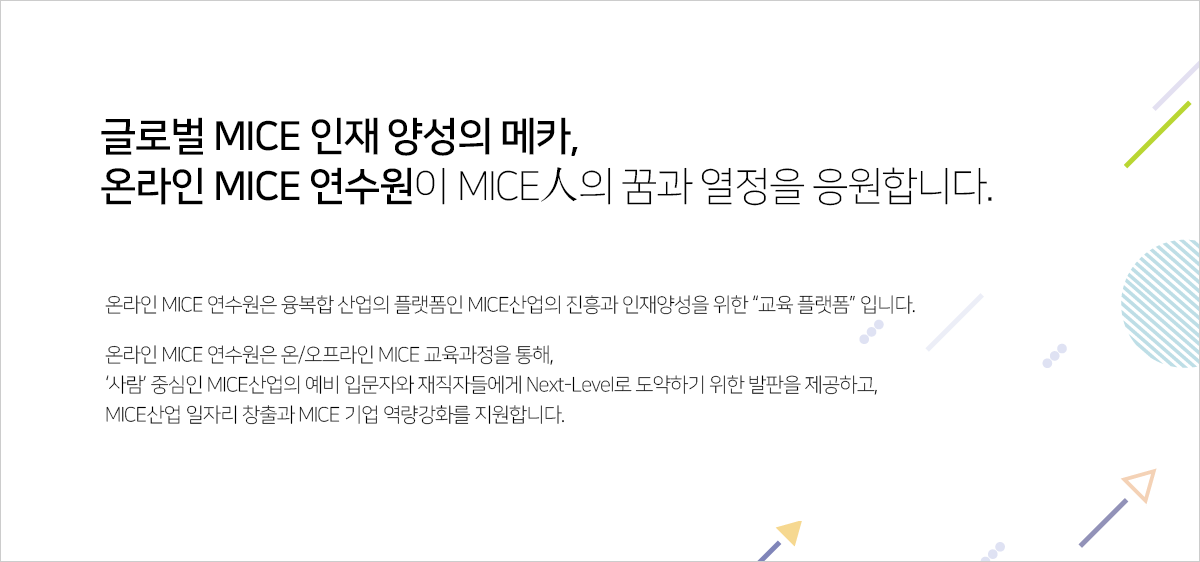 글로벌 MICE 인재 양성의 메카,
온라인 MICE 연수원이 MICE人의 꿈과 열정을 응원합니다.
온라인 MICE 연수원은 융복합 산업의 플랫폼인 MICE산업의 진흥과 인재양성을 위한 “교육 플랫폼” 입니다.
온라인 MICE 연수원은 온/오프라인 MICE 교육과정을 통해,
‘사람’ 중심인 MICE산업의 예비 입문자와 재직자들에게 Next-Level로 도약하기 위한 발판을 제공하고,
MICE산업 일자리 창출과 MICE 기업 역량강화를 지원합니다.